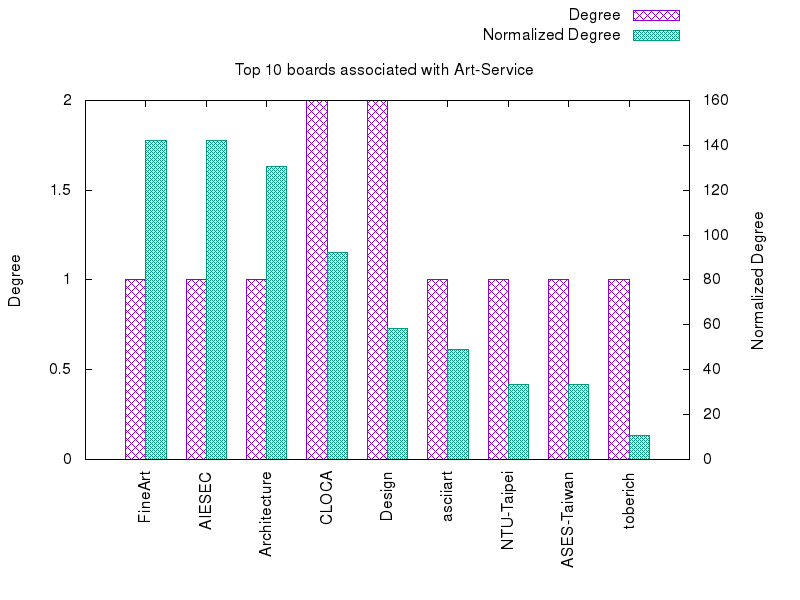 Degree
Normalized Degree
Top 10 boards associated with Art-Service
2
1.5
1
0.5
0
160
140
120
100
80
60
40
20
0
Degree
Normalized Degree
FineArt
AIESEC
Architecture
CLOCA
Design
asciiart
NTU-Taipei
ASES-Taiwan
toberich